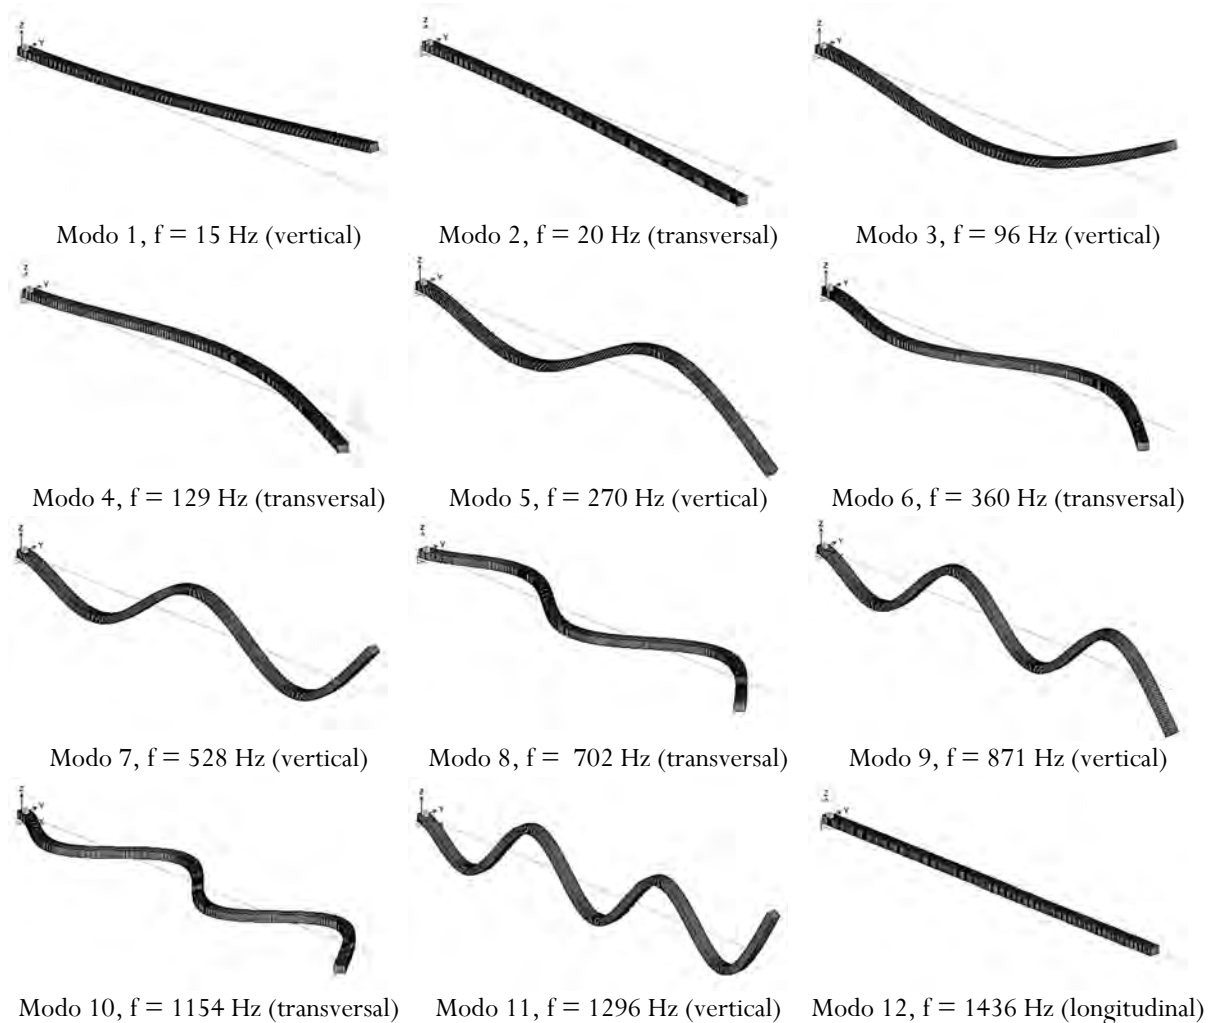 Z
Y
Z
Y
Z
Y
Modo 1, f = 15 Hz (vertical)
Modo 2, f = 20 Hz (transversal)
Modo 3, f = 96 Hz (vertical)
Z
Y
Z
Y
Z
Y
Modo 4, f = 129 Hz (transversal)
Modo 5, f = 270 Hz (vertical)
Modo 6, f = 360 Hz (transversal)
Z
Y
Z
Y
Z
Y
Modo 7, f = 528 Hz (vertical)
Modo 8, f = 702 Hz (transversal)
Modo 9, f = 871 Hz (vertical)
Z
Y
Z
Y
Z
Y
Modo 10, f = 1154 Hz (transversal)
Modo 11, f = 1296 Hz (vertical)
Modo 12, f = 1436 Hz (longitudinal)